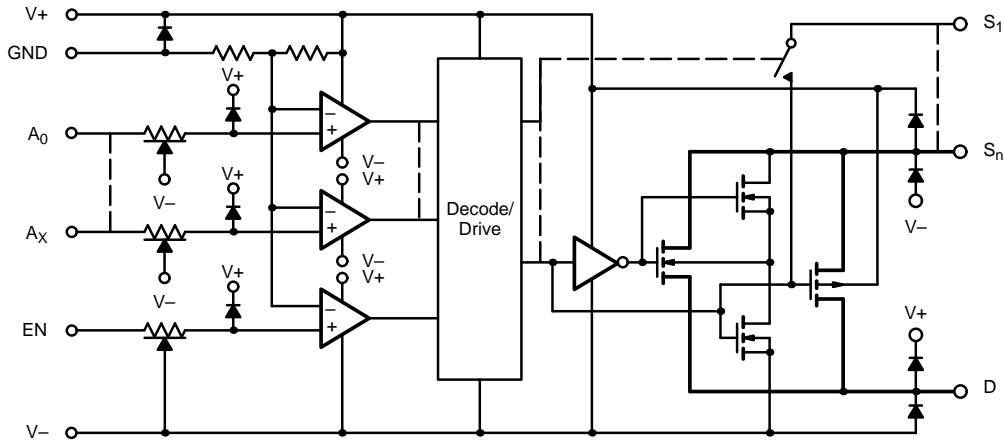 V+
S1
GND
V+
A0
–
+
Sn
V–
V+
V–
V+
Decode/
Drive
V–
AX
–
+
V–
V+
V–
V+
EN
–
+
V+
D
V–